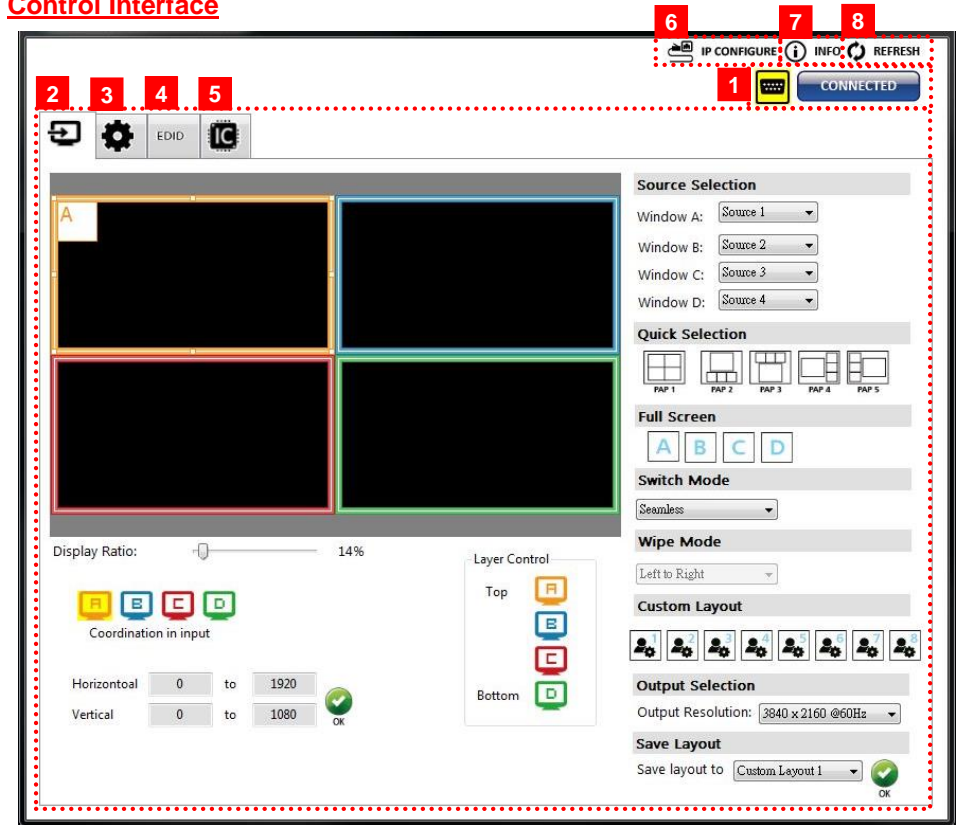 Control Interface
6 7 8
IP CONFIGURE INFO REFRESH
1 CONNECTED
2 3 4 5
EDID IC
A
Source Selection
Window A: Source 1
Window B: Source 2
Window C: Source 3
Window D: Source 4
Quick Selection
PAP 1 PAP 2 PAP 3 PAP 4 PAP 5
Full Screen
A B C D
Switch Mode
Seamless
Wipe Mode
Left to Right
Custom Layout
1 2 3 4 5 6 7 8
Output Selection
Output Resolution: 3840 x 2160 @60Hz
Save Layout
Save layout to Custom Layout 1
OK
Display Ratio: 14%
A B C D
Coordination in input
Horizontoal 0 to 1920
Vertical 0 to 1080
OK
Layer Control
Top A
B
C
Bottom D